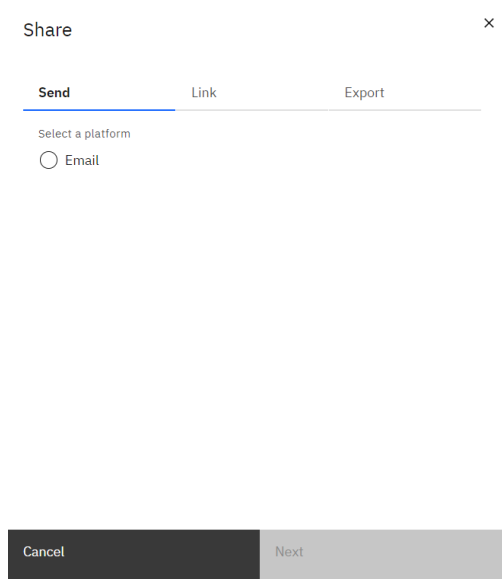 Share
Send Link Export
Select a platform
Email
Cancel Next